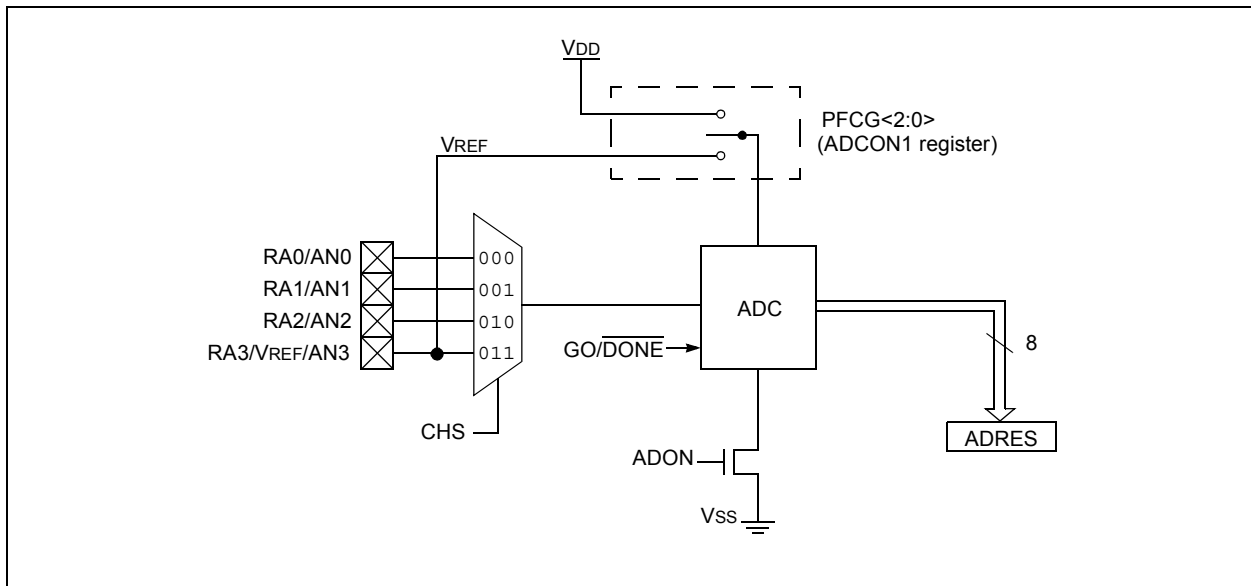 VDD
PFCG<2:0>
(ADCON1 register)
VREF
RA0/AN0
000
RA1/AN1
001
RA2/AN2
010
RA3/VREF/AN3
011
ADC
GO/DONE
8
CHS
ADRES
ADON
VSS